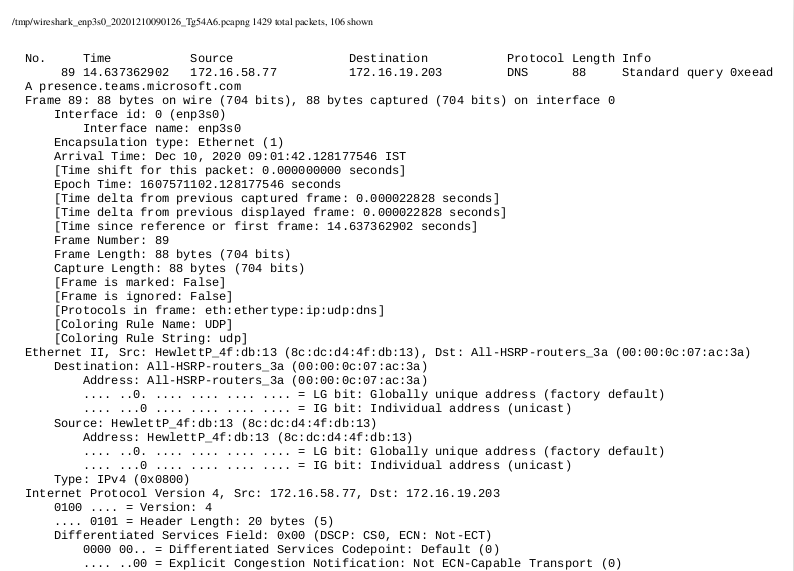 /tmp/wireshark_enp3s0_20201210090126_Tg54A6.pcapng 1429 total packets, 106 shown
No. Time Source Destination Protocol Length Info
89 14.637362902 172.16.58.77 172.16.19.203 DNS 88 Standard query 0xeead
A presence.teams.microsoft.com
Frame 89: 88 bytes on wire (704 bits), 88 bytes captured (704 bits) on interface 0
Interface id: 0 (enp3s0)
Interface name: enp3s0
Encapsulation type: Ethernet (1)
Arrival Time: Dec 10, 2020 09:01:42.128177546 IST
[Time shift for this packet: 0.000000000 seconds]
Epoch Time: 1607571102.128177546 seconds
[Time delta from previous captured frame: 0.000022828 seconds]
[Time delta from previous displayed frame: 0.000022828 seconds]
[Time since reference or first frame: 14.637362902 seconds]
Frame Number: 89
Frame Length: 88 bytes (704 bits)
Capture Length: 88 bytes (704 bits)
[Frame is marked: False]
[Frame is ignored: False]
[Protocols in frame: eth:ethertype:ip:udp:dns]
[Coloring Rule Name: UDP]
[Coloring Rule String: udp]
Ethernet II, Src: HewlettP_4f:db:13 (8c:dc:d4:4f:db:13), Dst: All-HSRP-routers_3a (00:00:0c:07:ac:3a)
Destination: All-HSRP-routers_3a (00:00:0c:07:ac:3a)
Address: All-HSRP-routers_3a (00:00:0c:07:ac:3a)
.... ..0. .... .... .... .... = LG bit: Globally unique address (factory default)
.... ...0 .... .... .... .... = IG bit: Individual address (unicast)
Source: HewlettP_4f:db:13 (8c:dc:d4:4f:db:13)
Address: HewlettP_4f:db:13 (8c:dc:d4:4f:db:13)
.... ..0. .... .... .... .... = LG bit: Globally unique address (factory default)
.... ...0 .... .... .... .... = IG bit: Individual address (unicast)
Type: IPv4 (0x0800)
Internet Protocol Version 4, Src: 172.16.58.77, Dst: 172.16.19.203
0100 .... = Version: 4
.... 0101 = Header Length: 20 bytes (5)
Differentiated Services Field: 0x00 (DSCP: CS0, ECN: Not-ECT)
0000 00.. = Differentiated Services Codepoint: Default (0)
.... ..00 = Explicit Congestion Notification: Not ECN-Capable Transport (0)